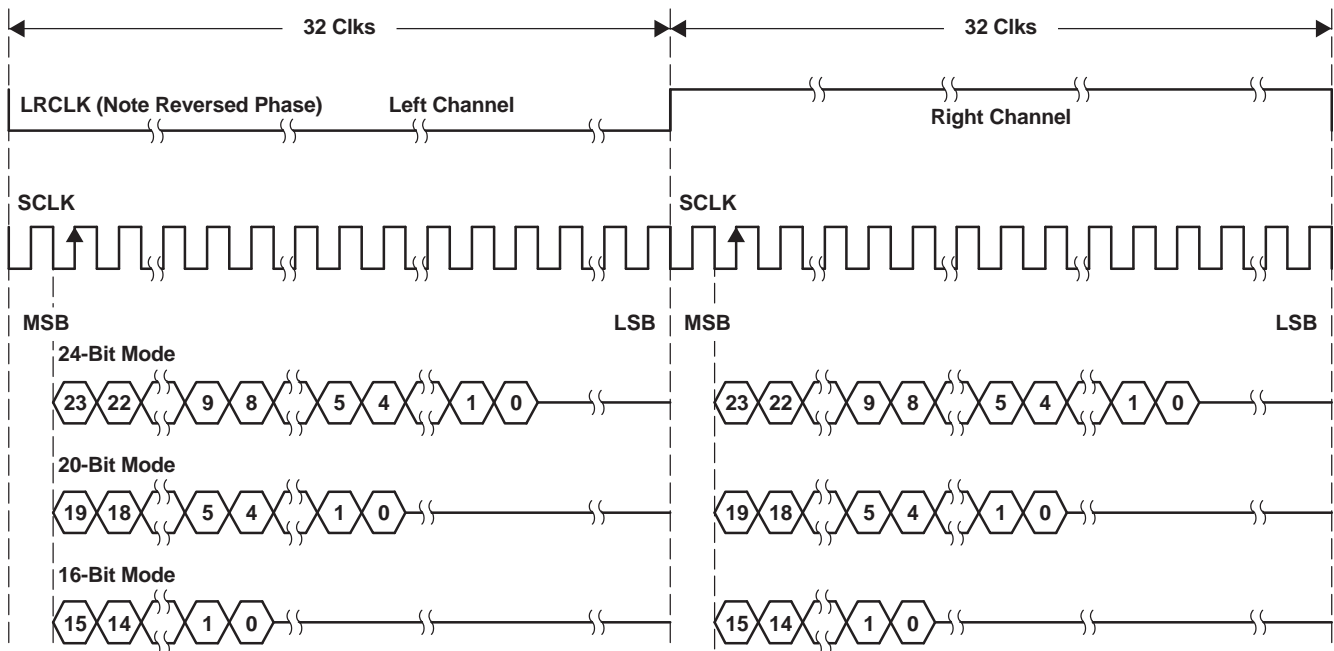 32 Clks 32 Clks
LRCLK (Note Reversed Phase) Left Channel
Right Channel
SCLK SCLK
MSB LSB MSB LSB
24-Bit Mode
23 22 9 8 5 4 1 0 23 22 9 8 5 4 1 0
20-Bit Mode
19 18 5 4 1 0 19 18 5 4 1 0
16-Bit Mode
15 14 1 0 15 14 1 0